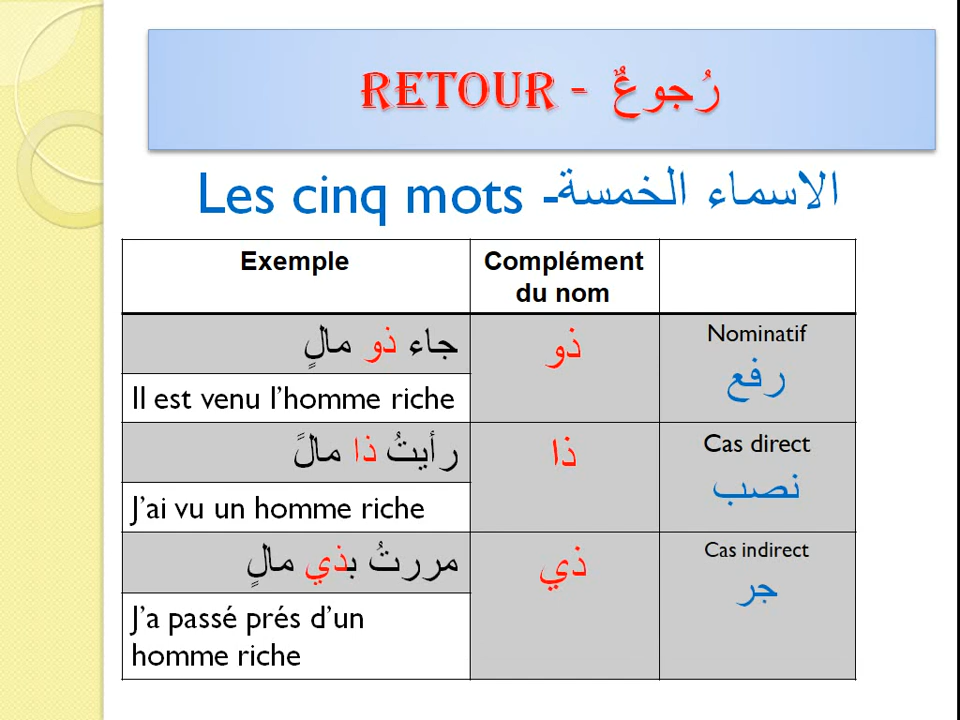 RETOUR - رُجوعٌ
Les cinq mots -الاسماء الخمسة
Exemple
Complément
du nom
جاء ذو مالٍ
ذو
Nominatif
رفع
Il est venu l’homme riche
رأيتُ ذا مالً
ذا
Cas direct
نصب
J’ai vu un homme riche
مررتُ بذي مالٍ
ذي
Cas indirect
جر
J’a passé prés d’un
homme riche